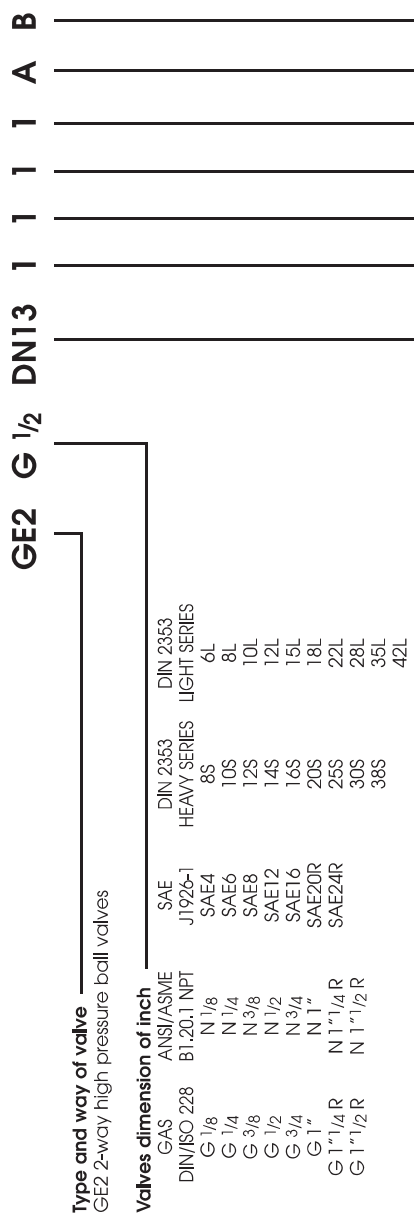 GE2 G 1/2 DN13 1 1 1 1 A B
Type and way of valve
GE2 2-way high pressure ball valves
Valves dimension of inch
GAS ANSI/ASME SAE DIN 2353 DIN 2353
DIN/ISO 228 B1.20.1 NPT J1926-1 HEAVY SERIES LIGHT SERIES
G 1/8 N 1/8 SAE4 8S 6L
G 1/4 N 1/4 SAE6 10S 8L
G 3/8 N 3/8 SAE8 12S 10L
G 1/2 N 1/2 SAE12 14S 12L
G 3/4 N 3/4 SAE16 16S 15L
G 1" N 1" SAE20R 20S 18L
G 1"1/4 R N 1"1/4 R SAE24R 25S 22L
G 1"1/2 R N 1"1/2 R 30S 28L
38S 35L
42L